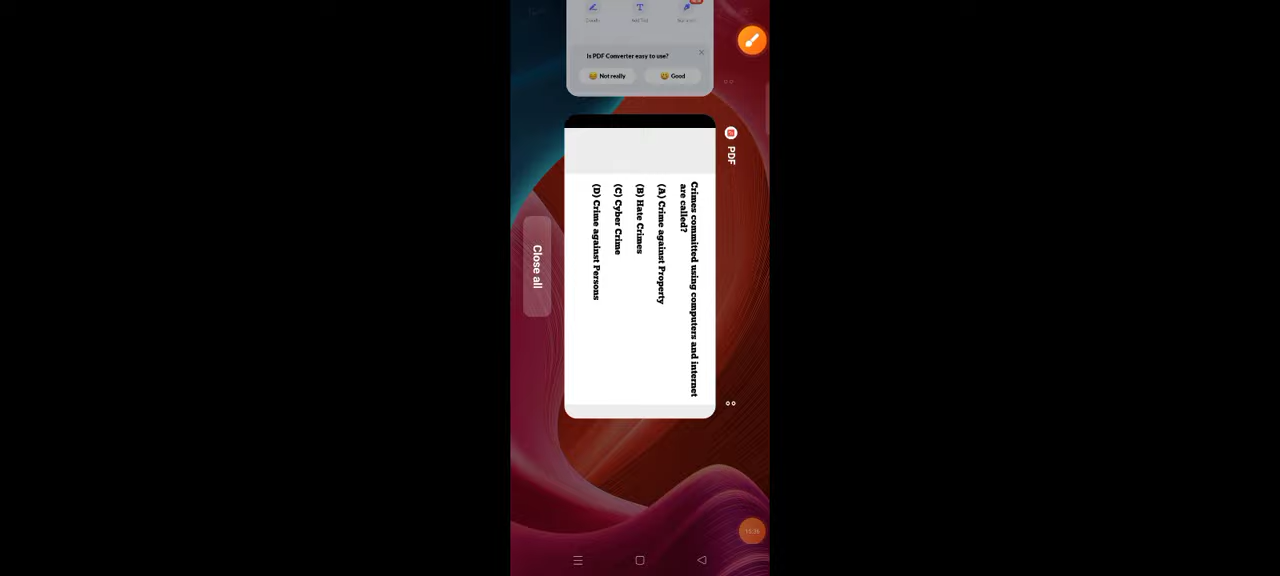 Is PDF Converter easy to use?
Not really
Good
PDF
Crimes committed using computers and internet
are called?
(A) Crime against Property
(B) Hate Crimes
(C) Cyber Crime
(D) Crime against Persons
Close all